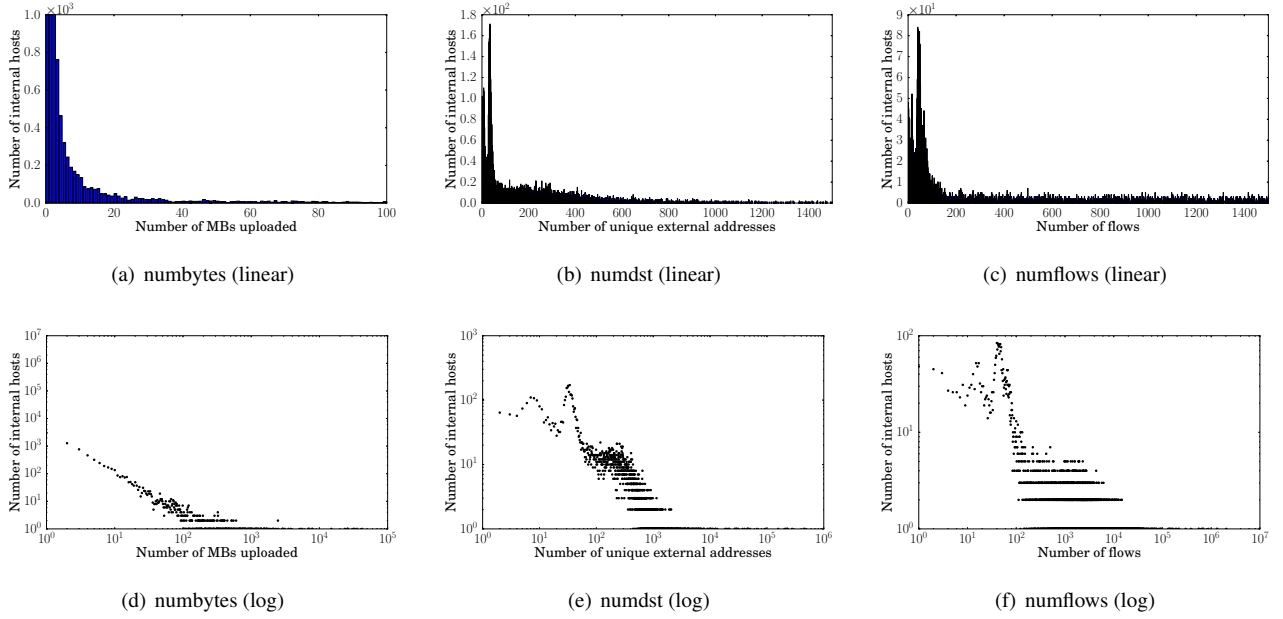 ×10³
1.0
0.8
0.6
0.4
0.2
0.0
Number of internal hosts
0 20 40 60 80 100
Number of MBs uploaded
(a) numbytes (linear)
×10²
1.8
1.6
1.4
1.2
1.0
0.8
0.6
0.4
0.2
0.0
Number of internal hosts
0 200 400 600 800 1000 1200 1400
Number of unique external addresses
(b) numdst (linear)
×10¹
9
8
7
6
5
4
3
2
1
0
Number of internal hosts
0 200 400 600 800 1000 1200 1400
Number of flows
(c) numflows (linear)
10⁷
10⁶
10⁵
10⁴
10³
10²
10¹
10⁰
Number of internal hosts
10⁰ 10¹ 10² 10³ 10⁴ 10⁵
Number of MBs uploaded
(d) numbytes (log)
10³
10²
10¹
10⁰
Number of internal hosts
10⁰ 10¹ 10² 10³ 10⁴ 10⁵ 10⁶
Number of unique external addresses
(e) numdst (log)
10²
10¹
10⁰
Number of internal hosts
10⁰ 10¹ 10² 10³ 10⁴ 10⁵ 10⁶ 10⁷
Number of flows
(f) numflows (log)